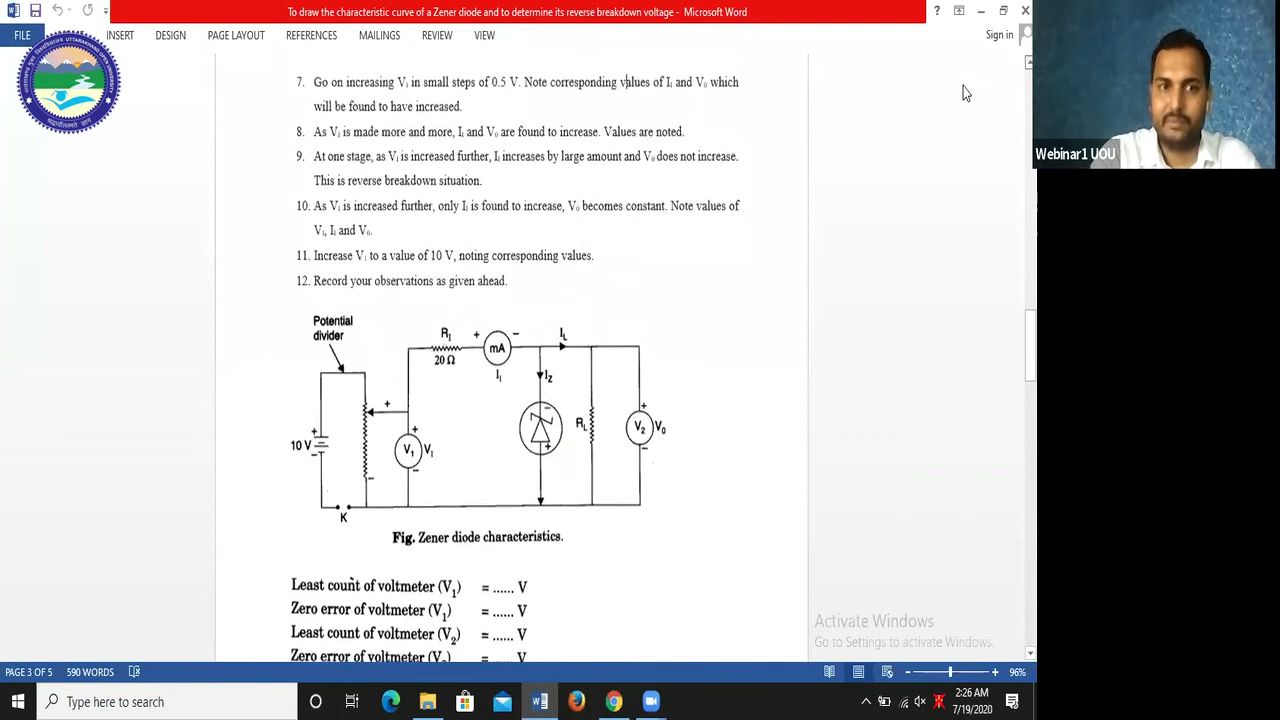 To draw the characteristic curve of a Zener diode and to determine its reverse breakdown voltage - Microsoft Word
?
Sign in
FILE INSERT DESIGN PAGE LAYOUT REFERENCES MAILINGS REVIEW VIEW
7. Go on increasing VI in small steps of 0.5 V. Note corresponding values of II and V0 which
will be found to have increased.
8. As VI is made more and more, II and V0 are found to increase. Values are noted.
9. At one stage, as VI is increased further, II increases by large amount and V0 does not increase.
This is reverse breakdown situation.
10. As VI is increased further, only II is found to increase, V0 becomes constant. Note values of
VI, II and V0.
11. Increase VI to a value of 10 V, noting corresponding values.
12. Record your observations as given ahead.
Potential
divider
RI
+ −
IL
mA
20 Ω
II
IZ
+
10 V
+
−
+
V1
VI
−
−
−
+
RL
+
V2
V0
−
K
Fig. Zener diode characteristics.
Least count of voltmeter (V1) = ...... V
Zero error of voltmeter (V1) = ...... V
Least count of voltmeter (V2) = ...... V
Zero error of voltmeter (V = ...... V
Activate Windows
Go to Settings to activate Windows.
Webinar1 UOU
PAGE 3 OF 5 590 WORDS
96%
Type here to search
2:26 AM
7/19/2020